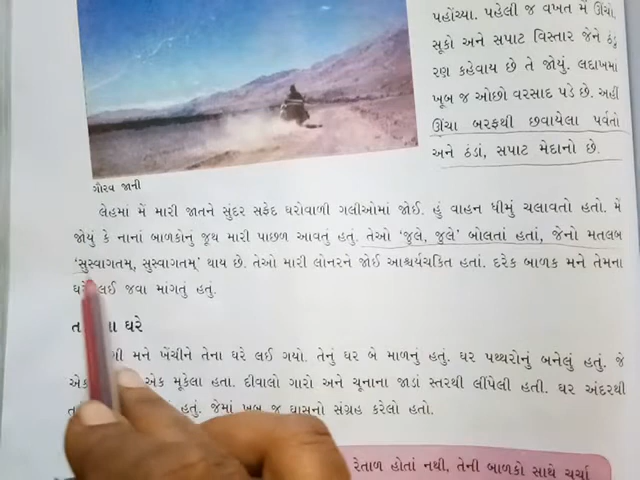 પહોંચ્યા. પહેલી જ વખત મેં ઊંચો,
સૂકો અને સપાટ વિસ્તાર જેને ઠંડું
રણ કહેવાય છે તે જોયું. લદાખમાં
ખૂબ જ ઓછો વરસાદ પડે છે. અહીં
ઊંચા બરફથી છવાયેલા પર્વતો
અને ઠંડાં, સપાટ મેદાનો છે.
ગૌરવ જાની
લેહમાં મેં મારી જાતને સુંદર સફેદ ઘરોવાળી ગલીઓમાં જોઈ. હું વાહન ધીમું ચલાવતો હતો. મેં
જોયું કે નાનાં બાળકોનું જૂથ મારી પાછળ આવતું હતું. તેઓ ‘જુલે, જુલે’ બોલતાં હતાં, જેનો મતલબ
‘સુસ્વાગતમ્, સુસ્વાગતમ્’ થાય છે. તેઓ મારી લોનરને જોઈ આશ્ચર્યચકિત હતાં. દરેક બાળક મને તેમના
ઘરે લઈ જવા માંગતું હતું.
ઘરે
મને ખેંચીને તેના ઘરે લઈ ગયો. તેનું ઘર બે માળનું હતું. ઘર પથ્થરોનું બનેલું હતું. જે
એક મૂકેલા હતા. દીવાલો ગારો અને ચૂનાના જાડાં સ્તરથી લીંપેલી હતી. ઘર અંદરથી
હતું. જેમાં ખૂબ જ ઘાસનો સંગ્રહ કરેલો હતો.
રેતાળ હોતાં નથી, તેની બાળકો સાથે ચર્ચા